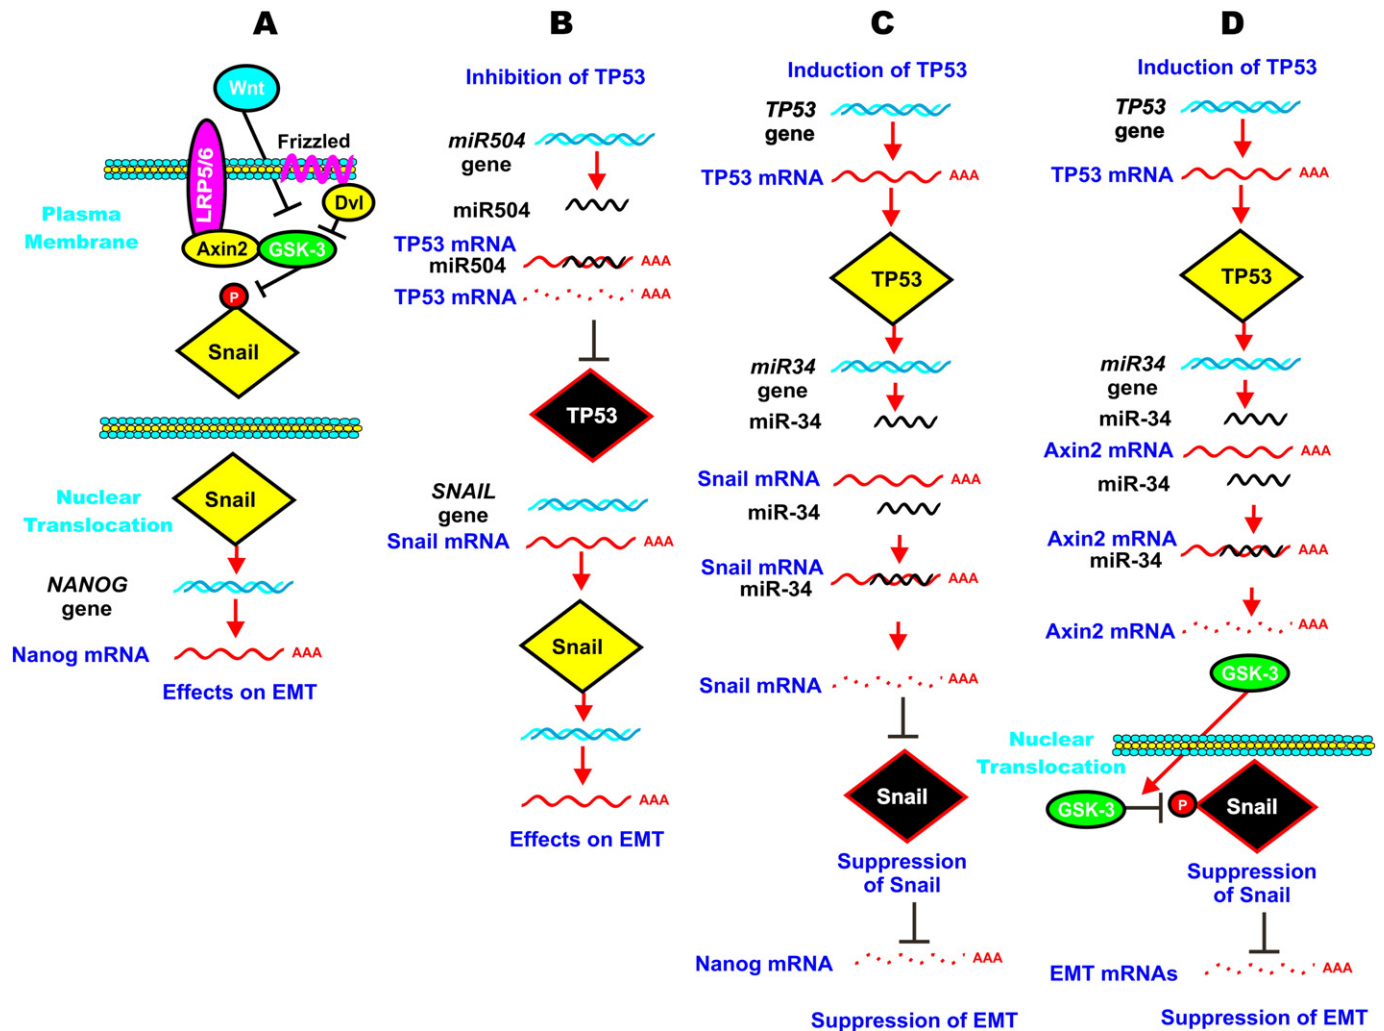 A
Wnt
Frizzled
LRP5/6
Dvl
Plasma
Membrane
Axin2
GSK-3
P
Snail
Nuclear
Translocation
Snail
NANOG
gene
Nanog mRNA
AAA
Effects on EMT
B
Inhibition of TP53
miR504
gene
miR504
TP53 mRNA
miR504
AAA
TP53 mRNA
AAA
TP53
SNAIL
gene
Snail mRNA
AAA
Snail
AAA
Effects on EMT
C
Induction of TP53
TP53
gene
TP53 mRNA
AAA
TP53
miR34
gene
miR-34
Snail mRNA
AAA
miR-34
Snail mRNA
miR-34
AAA
Snail mRNA
AAA
Snail
Suppression
of Snail
Nanog mRNA
AAA
Suppression of EMT
D
Induction of TP53
TP53
gene
TP53 mRNA
AAA
TP53
miR34
gene
miR-34
Axin2 mRNA
AAA
miR-34
Axin2 mRNA
miR-34
AAA
Axin2 mRNA
AAA
GSK-3
Nuclear
Translocation
GSK-3
P
Snail
Suppression
of Snail
EMT mRNAs
AAA
Suppression of EMT